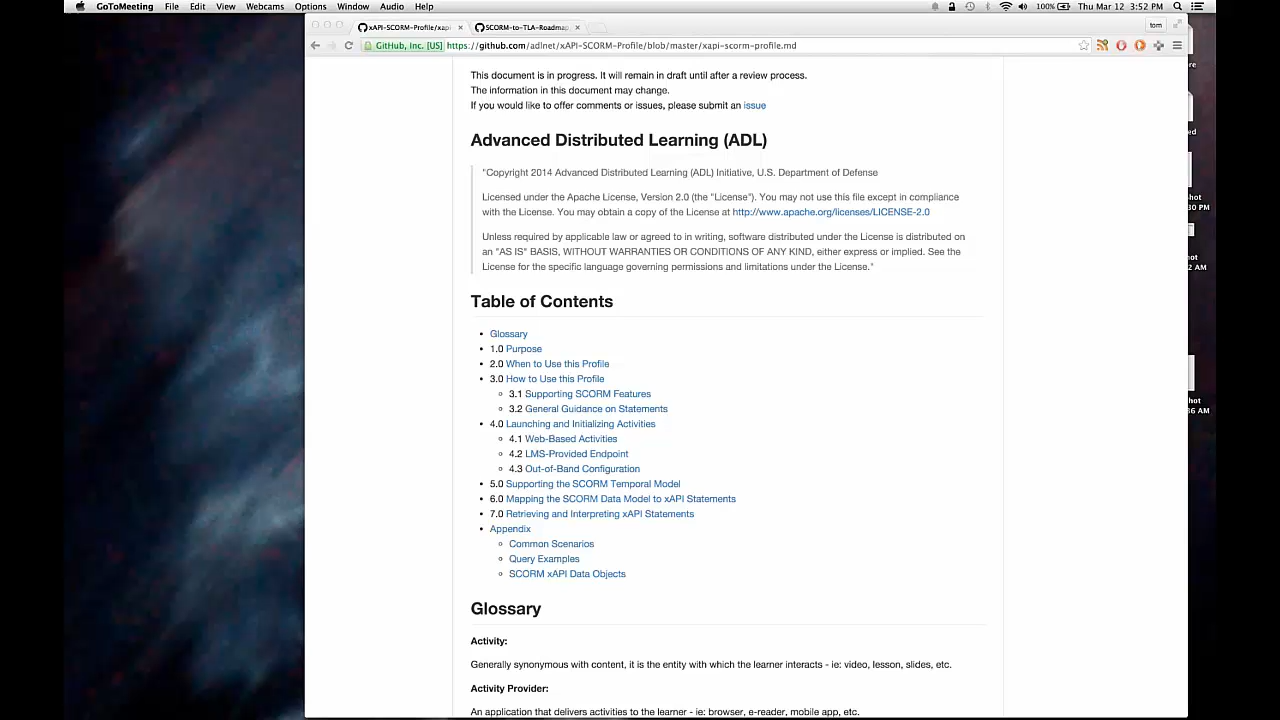 GoToMeeting File Edit View Webcams Options Window Audio Help 100% Thu Mar 12 3:52 PM
xAPI-SCORM-Profile/xapi SCORM-to-TLA-Roadmap tom
GitHub, Inc. [US] https://github.com/adlnet/xAPI-SCORM-Profile/blob/master/xapi-scorm-profile.md
This document is in progress. It will remain in draft until after a review process.
The information in this document may change.
If you would like to offer comments or issues, please submit an issue
Advanced Distributed Learning (ADL)
"Copyright 2014 Advanced Distributed Learning (ADL) Initiative, U.S. Department of Defense
Licensed under the Apache License, Version 2.0 (the "License"). You may not use this file except in compliance
with the License. You may obtain a copy of the License at http://www.apache.org/licenses/LICENSE-2.0
Unless required by applicable law or agreed to in writing, software distributed under the License is distributed on
an "AS IS" BASIS, WITHOUT WARRANTIES OR CONDITIONS OF ANY KIND, either express or implied. See the
License for the specific language governing permissions and limitations under the License."
Table of Contents
• Glossary
• 1.0 Purpose
• 2.0 When to Use this Profile
• 3.0 How to Use this Profile
◦ 3.1 Supporting SCORM Features
◦ 3.2 General Guidance on Statements
• 4.0 Launching and Initializing Activities
◦ 4.1 Web-Based Activities
◦ 4.2 LMS-Provided Endpoint
◦ 4.3 Out-of-Band Configuration
• 5.0 Supporting the SCORM Temporal Model
• 6.0 Mapping the SCORM Data Model to xAPI Statements
• 7.0 Retrieving and Interpreting xAPI Statements
• Appendix
◦ Common Scenarios
◦ Query Examples
◦ SCORM xAPI Data Objects
Glossary
Activity:
Generally synonymous with content, it is the entity with which the learner interacts - ie: video, lesson, slides, etc.
Activity Provider:
An application that delivers activities to the learner - ie: browser, e-reader, mobile app, etc.